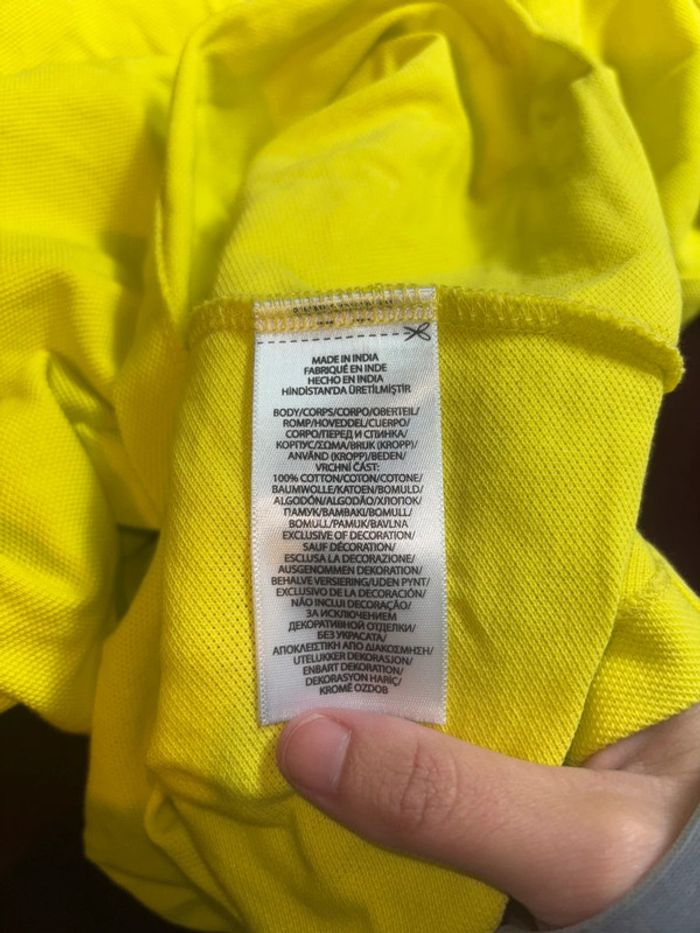 MADE IN INDIA
FABRIQUÉ EN INDE
HECHO EN INDIA
HİNDİSTAN'DA ÜRETİLMİŞTİR
BODY/CORPS/CORPO/OBERTEIL/
ROMP/HOVEDDEL/CUERPO/
CORPO/ПЕРЕД И СПИНКА/
КОРПУС/ΣΩΜΑ/BRUK (KROPP)/
ANVÄND (KROPP)/BEDEN/
VRCHNÍ ČÁST:
100% COTTON/COTON/COTONE/
BAUMWOLLE/KATOEN/BOMULD/
ALGODÓN/ALGODÃO/ХЛОПОК/
ПАМУК/ΒΑΜΒΑΚΙ/BOMULL/
BOMULL/PAMUK/BAVLNA
EXCLUSIVE OF DECORATION/
SAUF DÉCORATION/
ESCLUSA LA DECORAZIONE/
AUSGENOMMEN DEKORATION/
BEHALVE VERSIERING/UDEN PYNT/
EXCLUSIVO DE LA DECORACIÓN/
NÃO INCLUI DECORAÇÃO/
ЗА ИСКЛЮЧЕНИЕМ
ДЕКОРАТИВНОЙ ОТДЕЛКИ/
БЕЗ УКРАСАТА/
ΑΠΟΚΛΕΙΣΤΙΚΗ ΑΠΟ ΔΙΑΚΟΣΜΗΣΗ/
UTELUKKER DEKORASJON/
ENBART DEKORATION/
DEKORASYON HARİÇ/
KROMĚ OZDOB